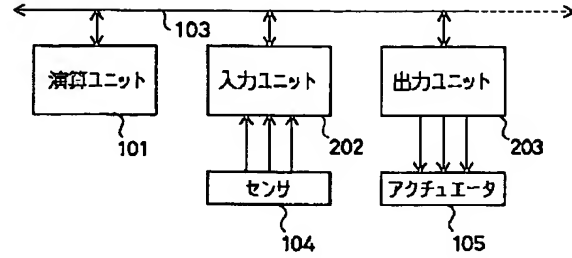 103
演算ユニット
入力ユニット
出力ユニット
101
202
203
センサ
アクチュエータ
104
105